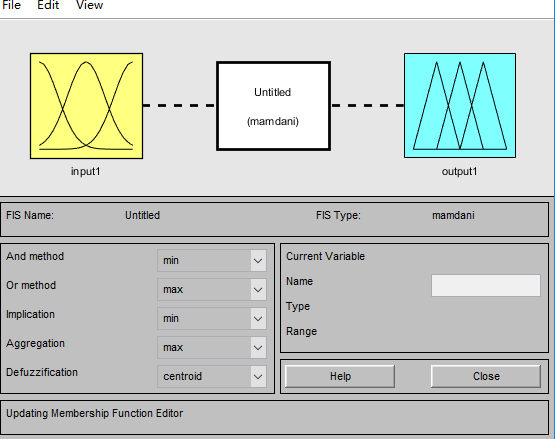 File Edit View
Untitled
(mamdani)
input1
output1
FIS Name: Untitled FIS Type: mamdani
And method min
Or method max
Implication min
Aggregation max
Defuzzification centroid
Current Variable
Name
Type
Range
Help Close
Updating Membership Function Editor